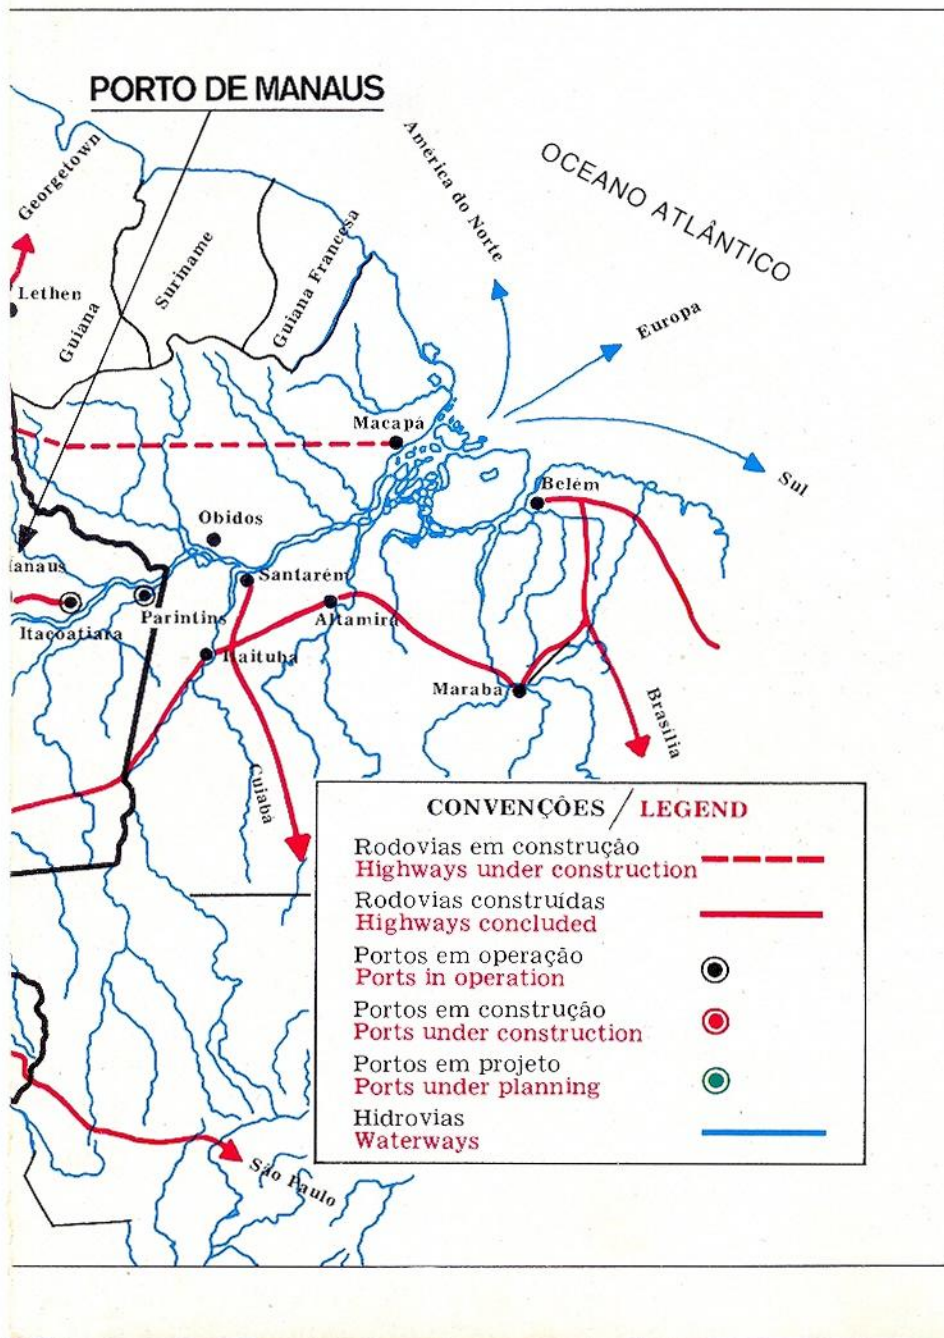 PORTO DE MANAUS
América do Norte
OCEANO ATLÂNTICO
Georgetown
Lethen
Guiana
Suriname
Guiana Francesa
Europa
Macapá
Sul
Belém
Obidos
anaus
Santarém
Itacoatiara
Parintins
Altamira
Itaituba
Maraba
Brasília
Cuiabá
CONVENÇÕES / LEGEND
Rodovias em construção
Highways under construction
Rodovias construídas
Highways concluded
Portos em operação
Ports in operation
Portos em construção
Ports under construction
Portos em projeto
Ports under planning
Hidrovias
Waterways
São Paulo